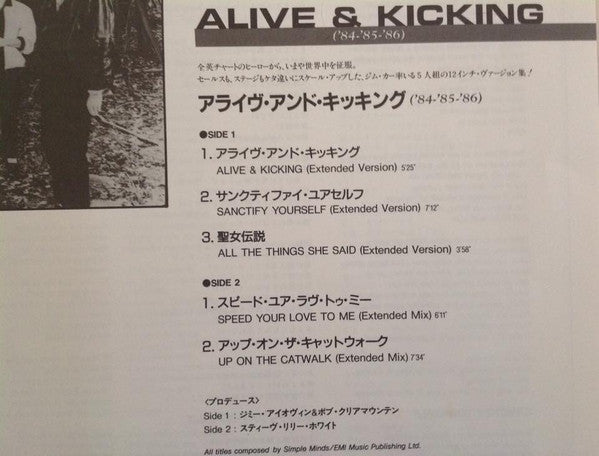 ALIVE & KICKING
('84-'85-'86)
全英チャートのヒーローから、いまや世界中を征服。
セールスも、ステージもケタ違いにスケール・アップした、ジム・カー率いる5人組の12インチ・ヴァージョン集!
アライヴ・アンド・キッキング('84-'85-'86)
●SIDE 1
1. アライヴ・アンド・キッキング
ALIVE & KICKING (Extended Version) 5'25"
2. サンクティファイ・ユアセルフ
SANCTIFY YOURSELF (Extended Version) 7'12"
3. 聖女伝説
ALL THE THINGS SHE SAID (Extended Version) 3'58"
●SIDE 2
1. スピード・ユア・ラヴ・トゥ・ミー
SPEED YOUR LOVE TO ME (Extended Mix) 6'11"
2. アップ・オン・ザ・キャットウォーク
UP ON THE CATWALK (Extended Mix) 7'34"
〈プロデュース〉
Side 1 : ジミー・アイオヴィン&ボブ・クリアマウンテン
Side 2 : スティーヴ・リリー・ホワイト
All titles composed by Simple Minds/EMI Music Publishing Ltd.